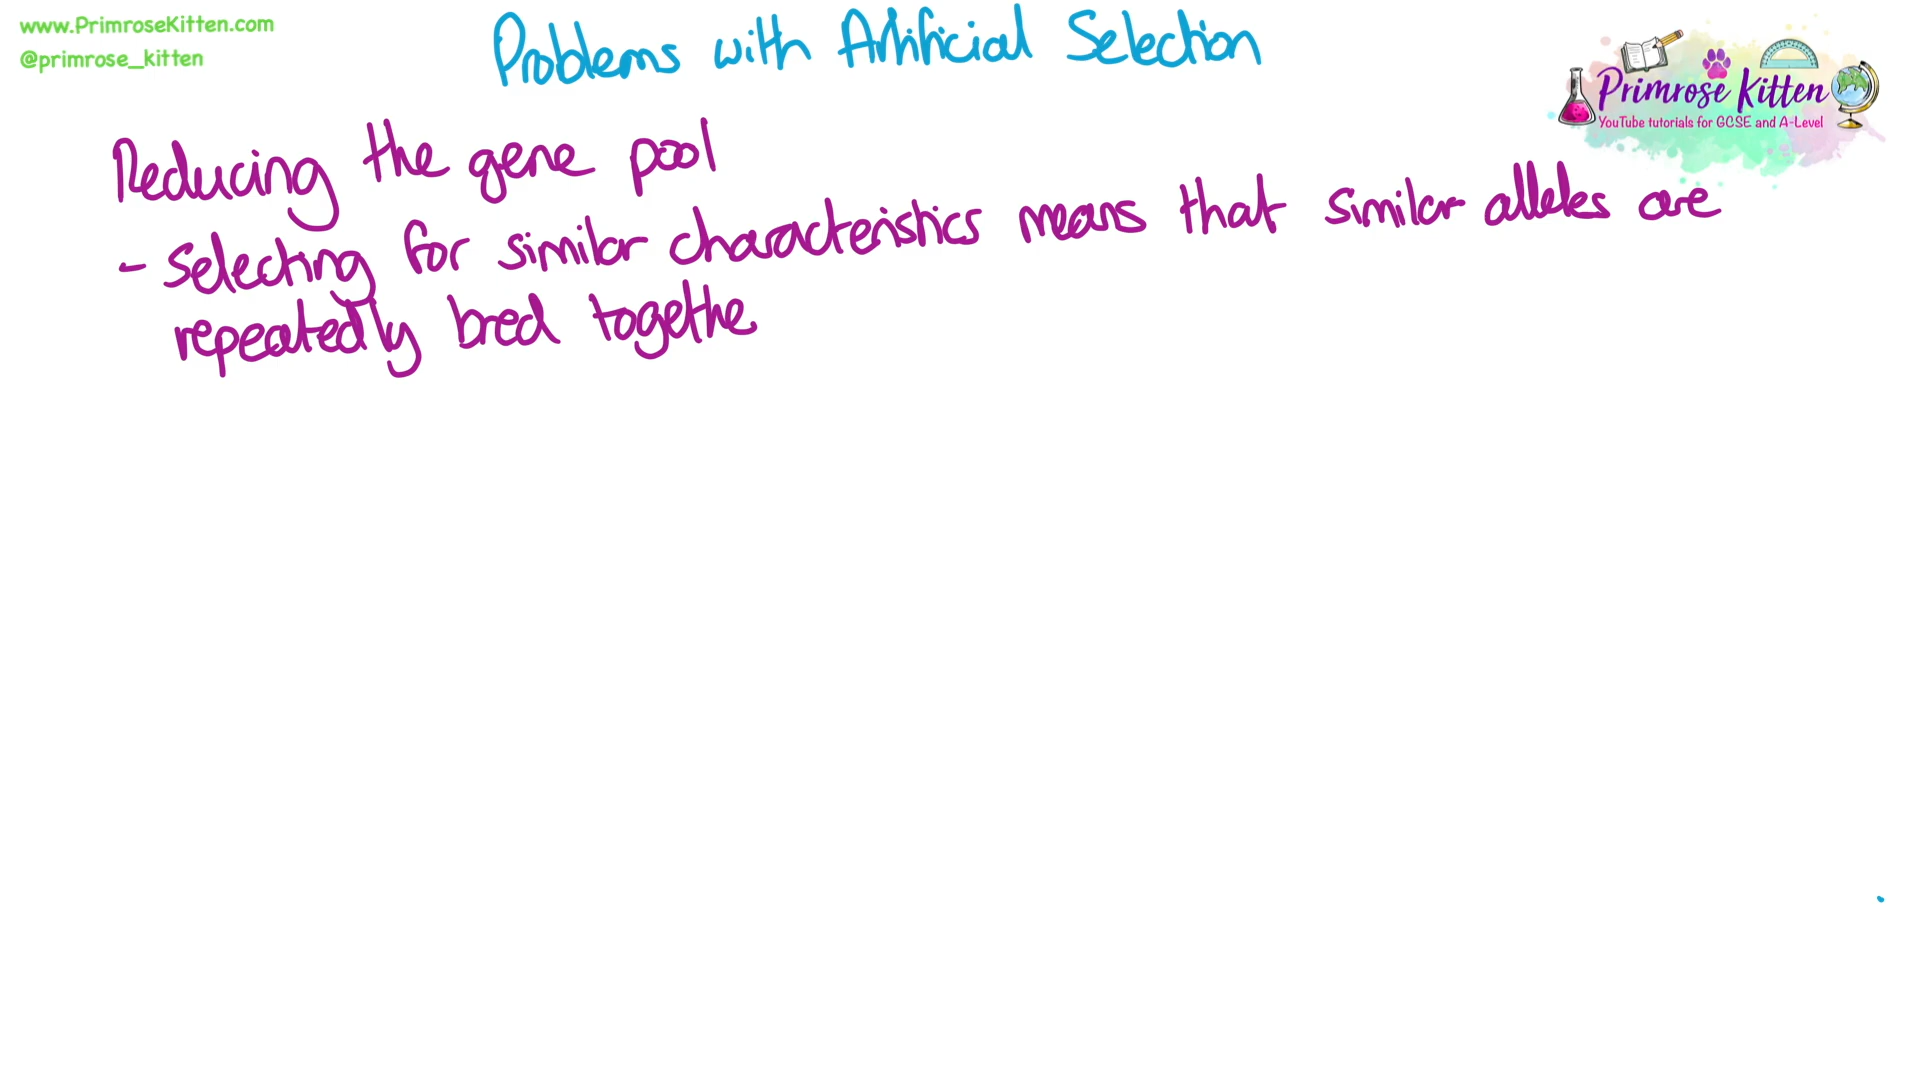 www.PrimroseKitten.com
@primrose_kitten
Problems with Artificial Selection
Primrose Kitten
YouTube tutorials for GCSE and A-Level
Reducing the gene pool
- Selecting for similar characteristics means that similar alleles are
repeatedly bred togethe